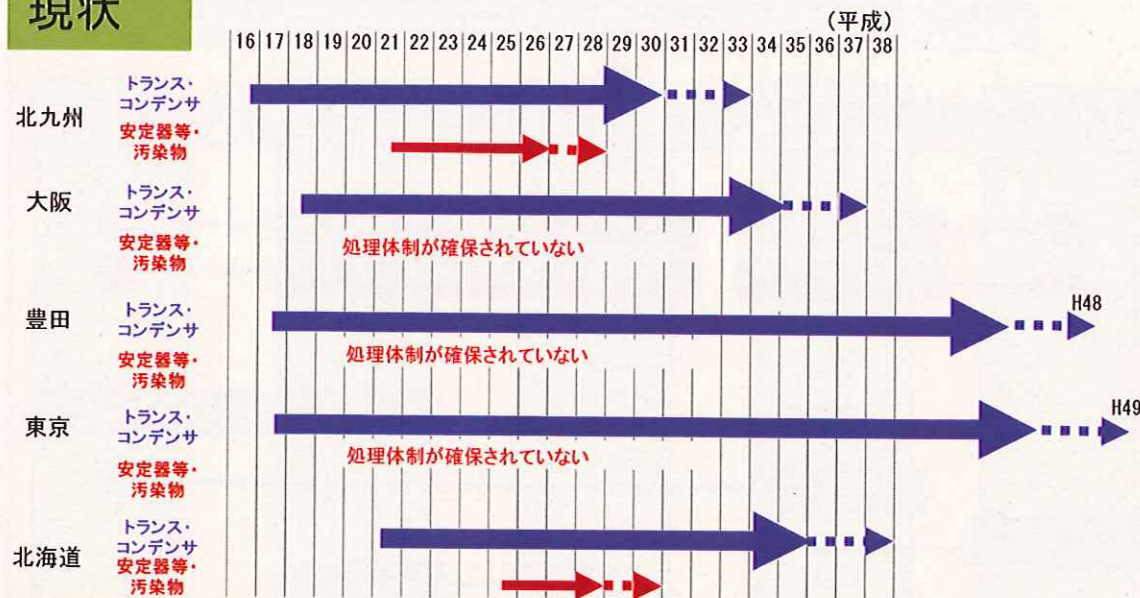 現状
(平成)
16 17 18 19 20 21 22 23 24 25 26 27 28 29 30 31 32 33 34 35 36 37 38
北九州
トランス・
コンデンサ
安定器等・
汚染物
大阪
トランス・
コンデンサ
安定器等・
汚染物
処理体制が確保されていない
豊田
トランス・
コンデンサ
H48
安定器等・
汚染物
処理体制が確保されていない
東京
トランス・
コンデンサ
H49
安定器等・
汚染物
処理体制が確保されていない
北海道
トランス・
コンデンサ
安定器等・
汚染物